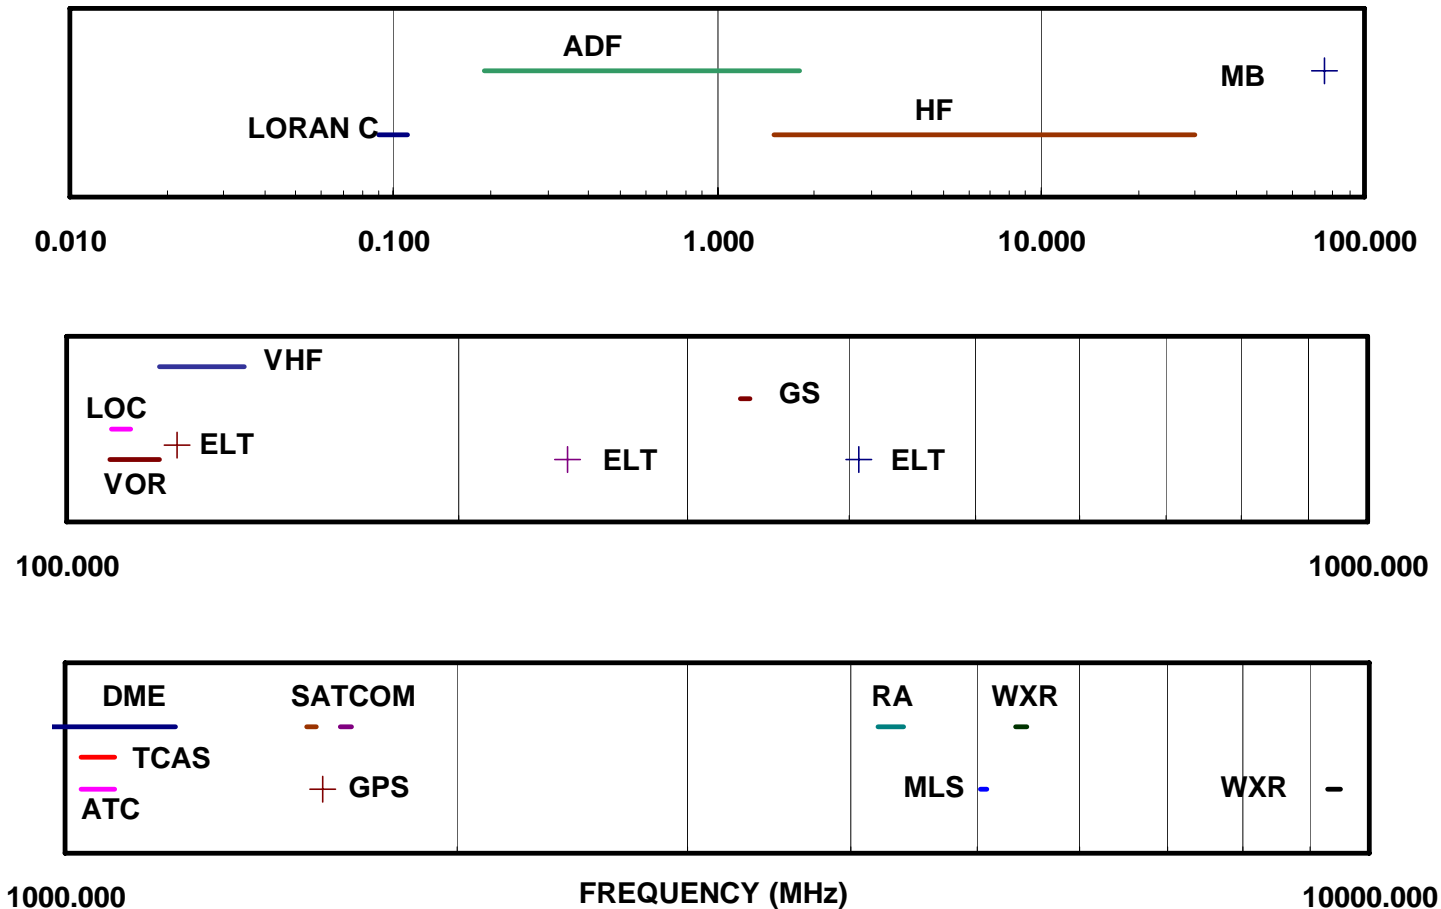 ADF
MB
HF
LORAN C
0.010 0.100 1.000 10.000 100.000
VHF
GS
LOC
ELT
ELT
ELT
VOR
100.000 1000.000
DME SATCOM RA WXR
TCAS
GPS MLS WXR
ATC
1000.000 FREQUENCY (MHz) 10000.000